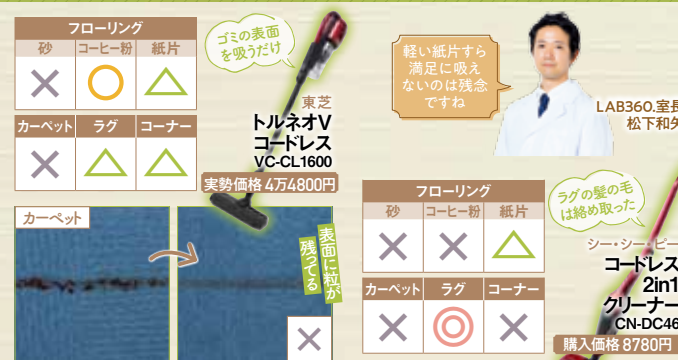 フローリング
砂 コーヒー粉 紙片
× ○ △
カーペット ラグ コーナー
× △ △
ゴミの表面
を吸うだけ
東芝
トルネオV
コードレス
VC-CL1600
実勢価格4万4800円
カーペット
表面に粒が
残ってる
×
軽い紙片すら
満足に吸え
ないのは残念
ですね
LAB360.室長
松下和矢
フローリング
砂 コーヒー粉 紙片
× × △
カーペット ラグ コーナー
× ◎ ×
ラグの髪の毛
は絡め取った
シー・シー・ピー
コードレス
2in1
クリーナー
CN-DC46
購入価格8780円